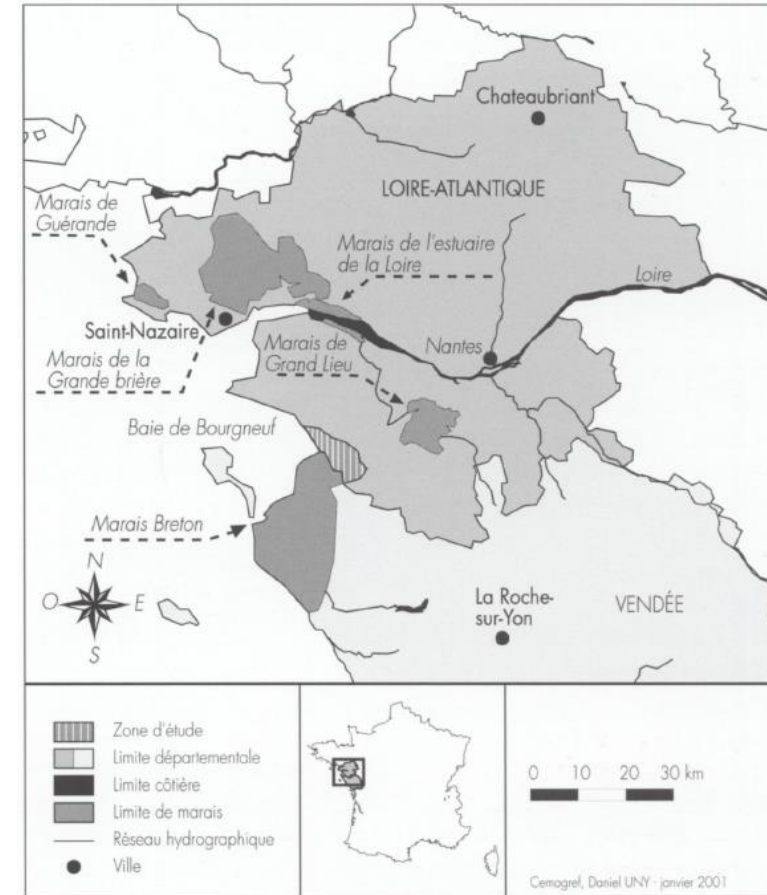 Chateaubriant
LOIRE-ATLANTIQUE
Marais de
Guérande
Marais de l'estuaire
de la Loire
Loire
Saint-Nazaire
Marais de
Grand Lieu
Nantes
Marais de la
Grande brière
Baie de Bourgneuf
Marais Breton
N
O
E
S
La Roche-
sur-Yon
VENDÉE
Zone d'étude
Limite départementale
Limite côtière
Limite de marais
Réseau hydrographique
Ville
0 10 20 30 km
Cemagref, Daniel UNY - janvier 2001